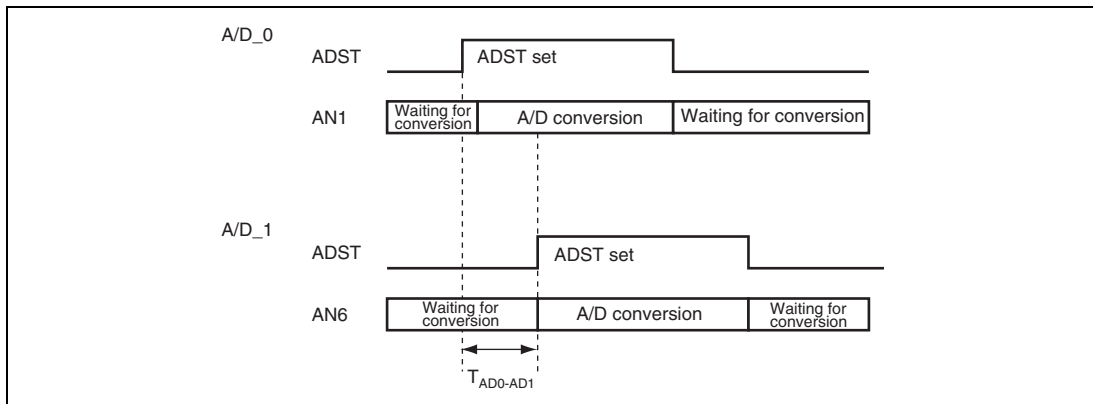 A/D_0
ADST
ADST set
AN1
Waiting for
conversion
A/D conversion
Waiting for conversion
A/D_1
ADST
ADST set
AN6
Waiting for
conversion
A/D conversion
Waiting for
conversion
TAD0-AD1